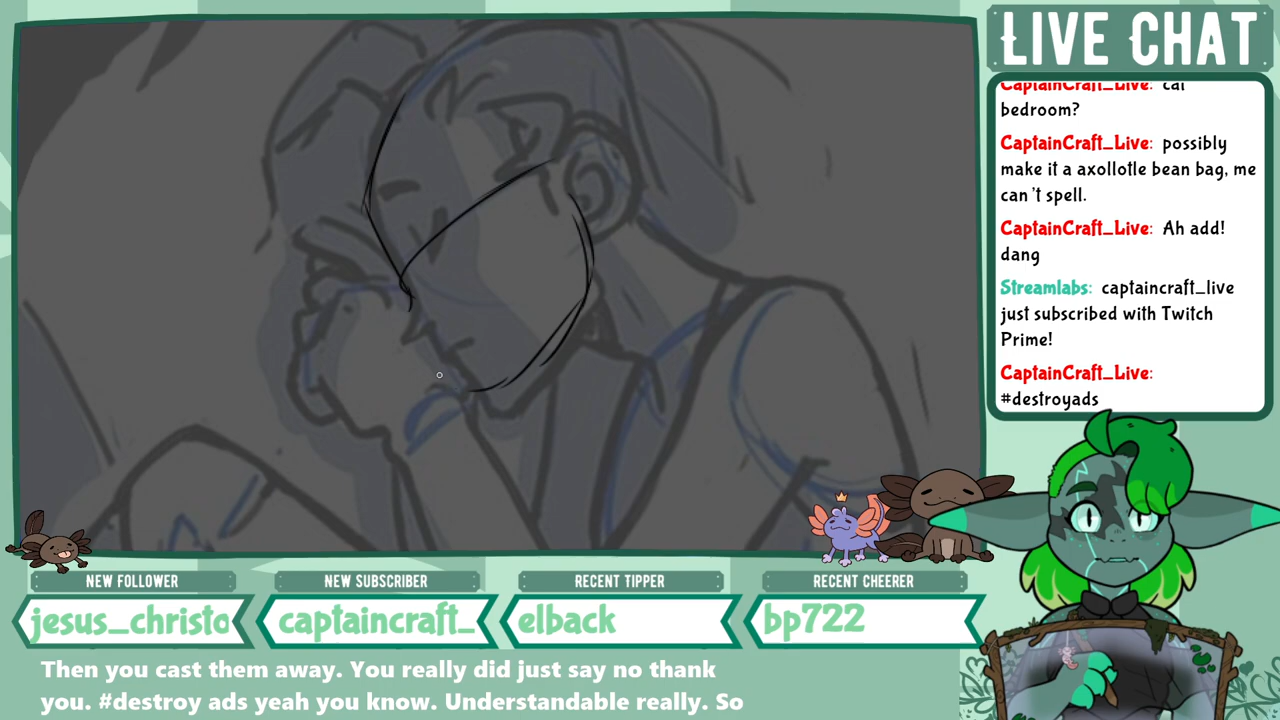 LIVE CHAT
CaptainCraft_Live: cat
bedroom?
CaptainCraft_Live: possibly
make it a axollotle bean bag, me
can't spell.
CaptainCraft_Live: Ah add!
dang
Streamlabs: captaincraft_live
just subscribed with Twitch
Prime!
CaptainCraft_Live:
#destroyads
NEW FOLLOWER
NEW SUBSCRIBER
RECENT TIPPER
RECENT CHEERER
jesus_christo
captaincraft_
elback
bp722
Then you cast them away. You really did just say no thank
you. #destroy ads yeah you know. Understandable really. So